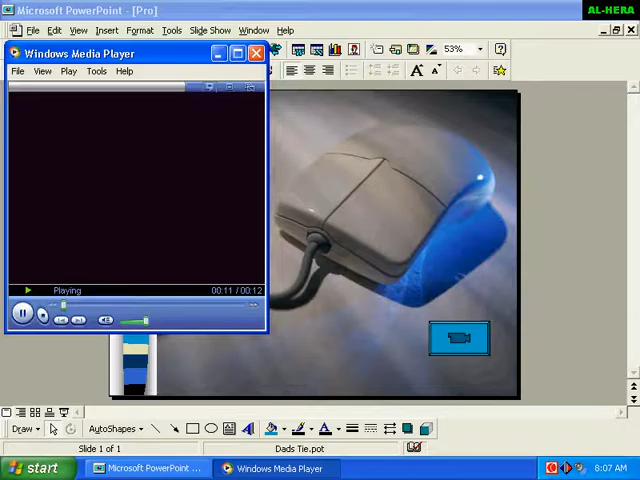 Microsoft PowerPoint - [Pro]
AL-HERA
File Edit View Insert Format Tools Slide Show Window Help
Windows Media Player
53%
File View Play Tools Help
Playing 00:11 / 00:12
Draw AutoShapes
Slide 1 of 1 Dads Tie.pot
start Microsoft PowerPoint ... Windows Media Player 8:07 AM